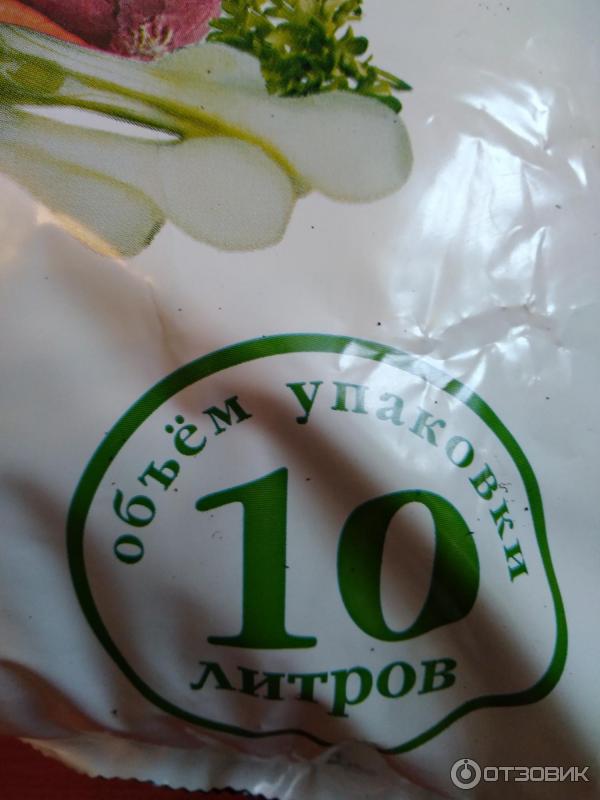 объём упаковки
10
литров
ОТЗОВИК